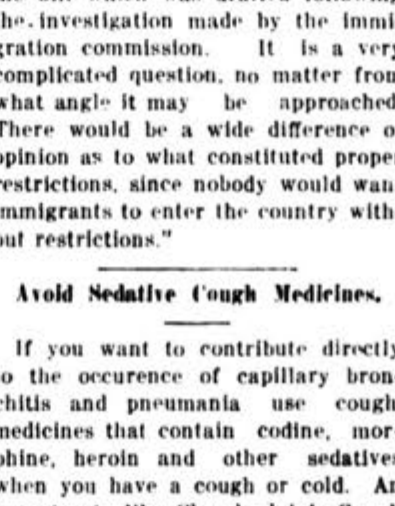 the investigation made by the immi
gration commission. It is a very
complicated question, no matter from
what angle it may be approached
There would be a wide difference o
opinion as to what constituted prope
restrictions, since nobody would wan
immigrants to enter the country with
out restrictions."
Avoid Sedative Cough Medicines.
If you want to contribute directly
to the occurence of capillary bron
chitis and pneumania use cough
medicines that contain codine, mor
phine, heroin and other sedatives
when you have a cough or cold. An